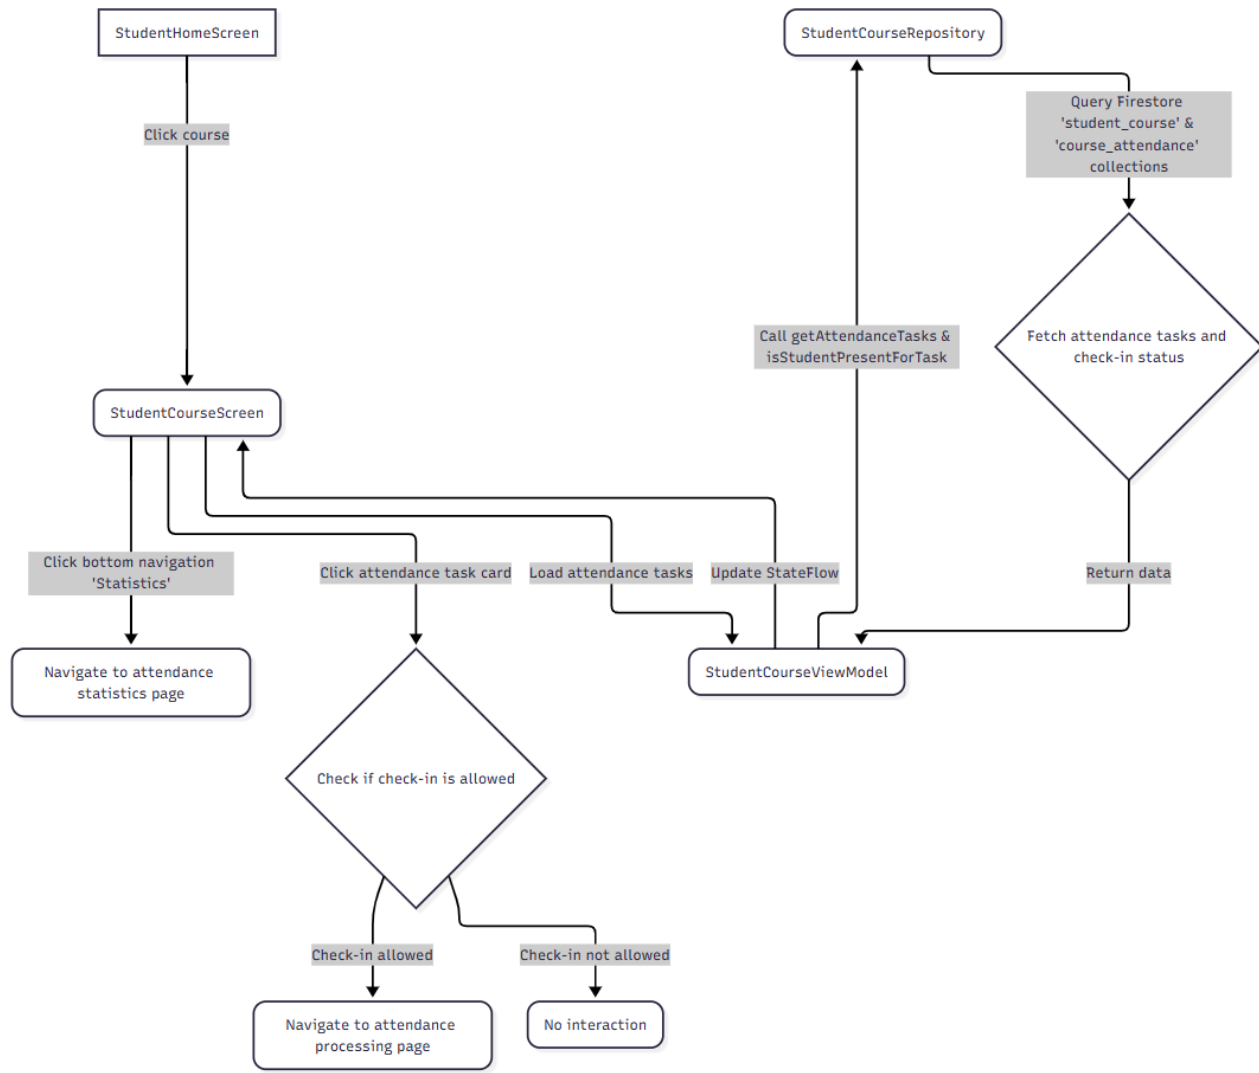 StudentHomeScreen
StudentCourseRepository
Query Firestore
'student_course' &
'course_attendance'
collections
Click course
Call getAttendanceTasks &
isStudentPresentForTask
Fetch attendance tasks and
check-in status
StudentCourseScreen
Click bottom navigation
'Statistics'
Click attendance task card
Load attendance tasks
Update StateFlow
Return data
Navigate to attendance
statistics page
StudentCourseViewModel
Check if check-in is allowed
Check-in allowed
Check-in not allowed
Navigate to attendance
processing page
No interaction